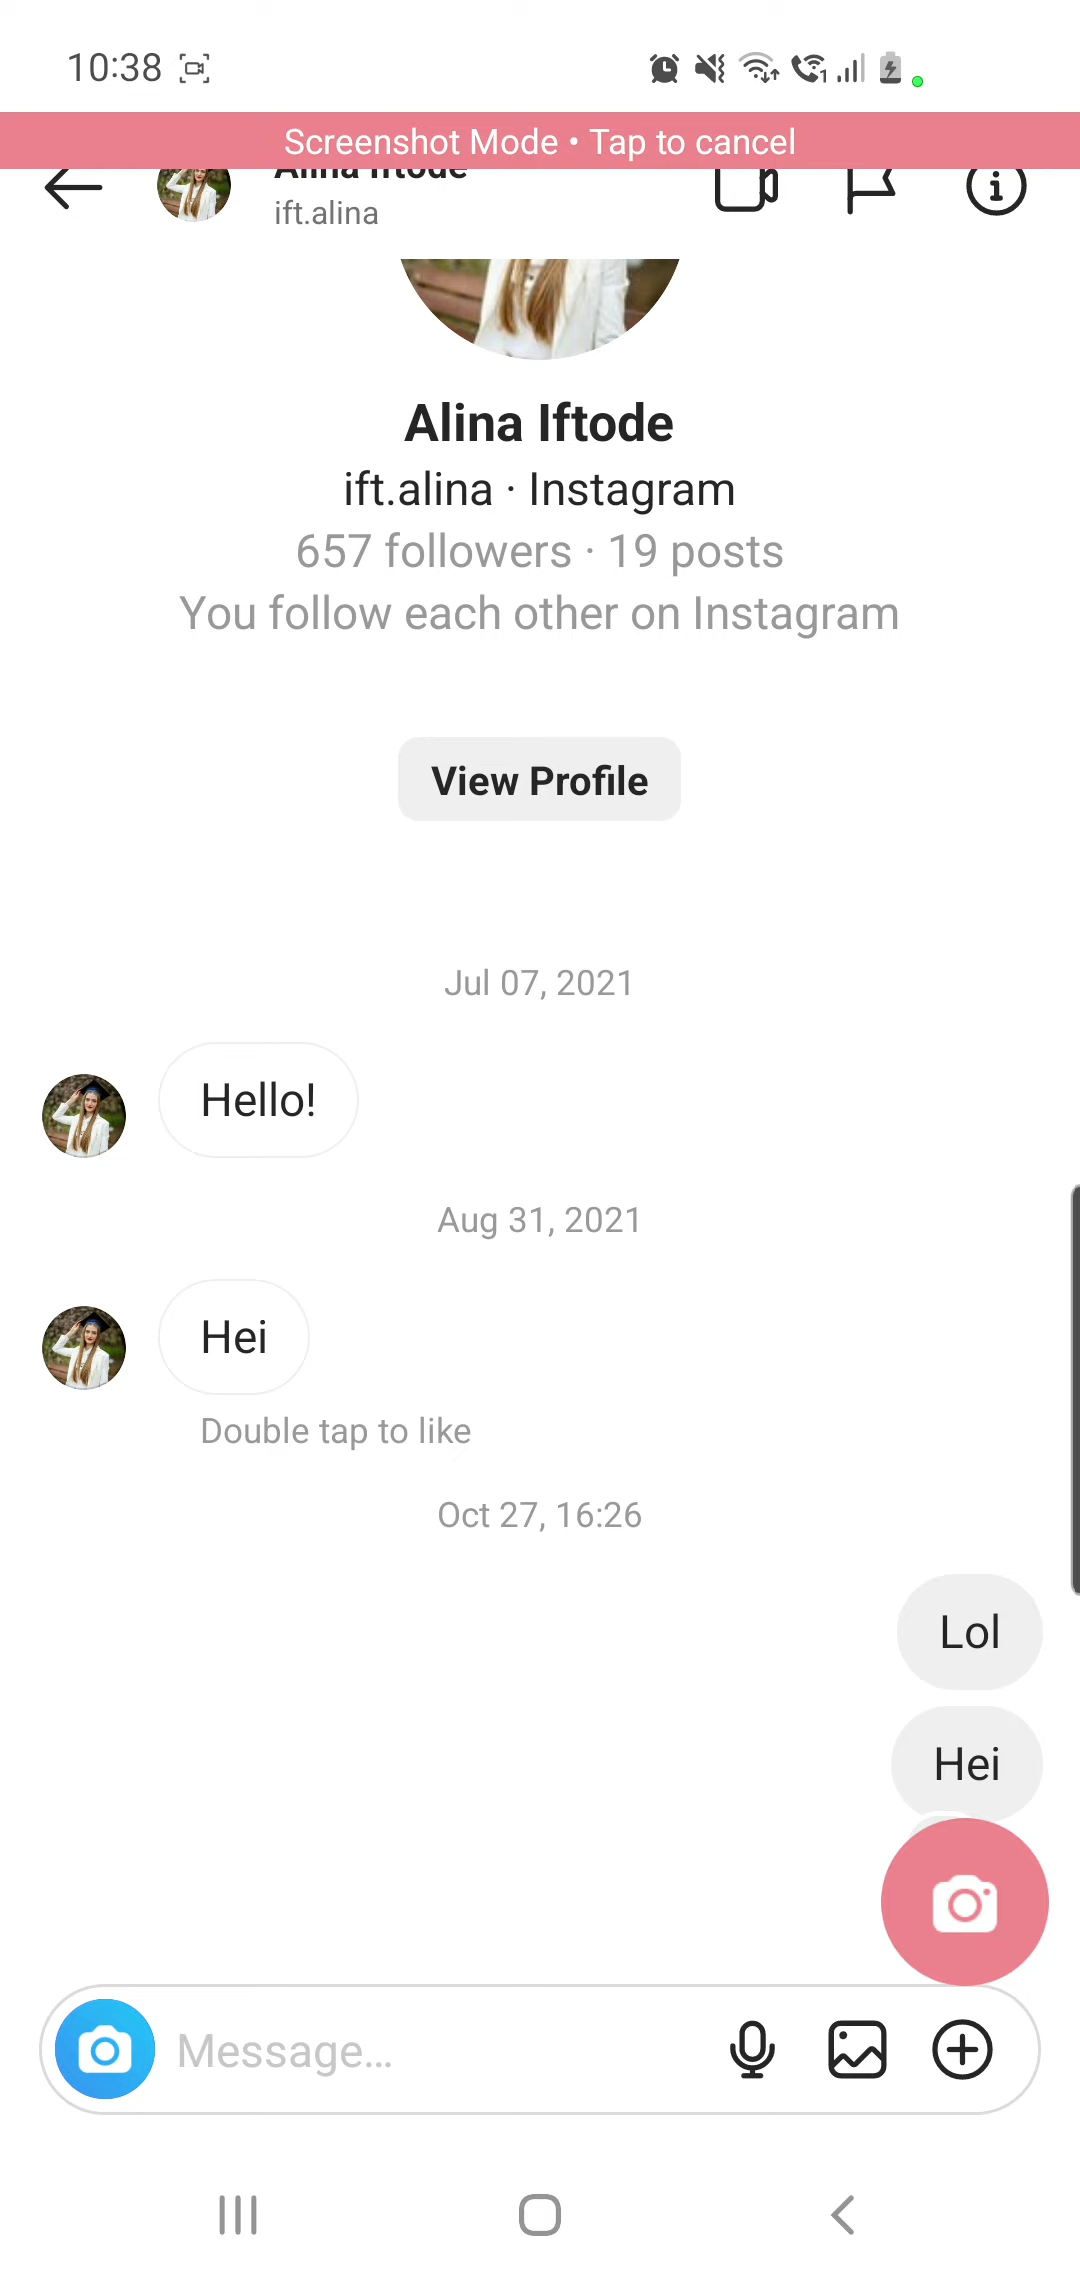 10:38
Screenshot Mode • Tap to cancel
Alina Iftode
ift.alina
Alina Iftode
ift.alina · Instagram
657 followers · 19 posts
You follow each other on Instagram
View Profile
Jul 07, 2021
Hello!
Aug 31, 2021
Hei
Double tap to like
Oct 27, 16:26
Lol
Hei
Message...